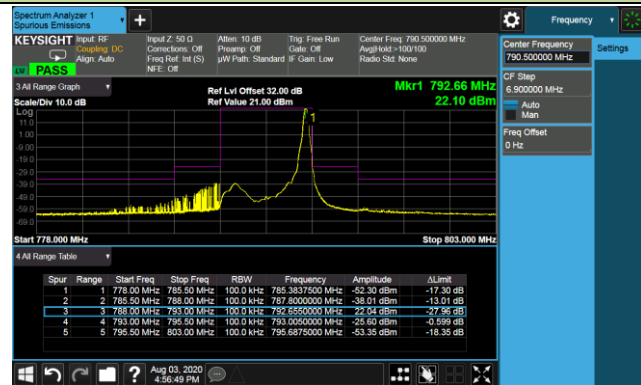 Spectrum Analyzer 1
Spurious Emissions
Frequency
KEYSIGHT Input: RF
Coupling: DC
Align: Auto
Input Z: 50 Ω
Corrections: Off
Freq Ref: Int (S)
NFE: Off
Atten: 10 dB
Preamp: Off
µW Path: Standard
Trig: Free Run
Gate: Off
IF Gain: Low
Center Freq: 790.500000 MHz
Avg|Hold:>100/100
Radio Std: None
LV PASS
Center Frequency
790.500000 MHz
Settings
CF Step
6.900000 MHz
Auto
Man
Freq Offset
0 Hz
3 All Range Graph
Ref Lvl Offset 32.00 dB
Mkr1 792.66 MHz
Scale/Div 10.0 dB
Ref Value 21.00 dBm
22.10 dBm
Log
11.0
1.00
-9.00
-19.0
-29.0
-39.0
-49.0
-59.0
-69.0
1
Start 778.000 MHz
Stop 803.000 MHz
4 All Range Table
Spur Range Start Freq Stop Freq RBW Frequency Amplitude ΔLimit
1 1 778.00 MHz 785.50 MHz 100.0 kHz 785.3837500 MHz -52.30 dBm -17.30 dB
2 2 785.50 MHz 788.00 MHz 100.0 kHz 787.8000000 MHz -38.01 dBm -13.01 dB
3 3 788.00 MHz 793.00 MHz 100.0 kHz 792.6550000 MHz 22.04 dBm -27.96 dB
4 4 793.00 MHz 795.50 MHz 100.0 kHz 793.0050000 MHz -25.60 dBm -0.599 dB
5 5 795.50 MHz 803.00 MHz 100.0 kHz 795.6875000 MHz -53.35 dBm -18.35 dB
?
Aug 03, 2020
4:56:49 PM